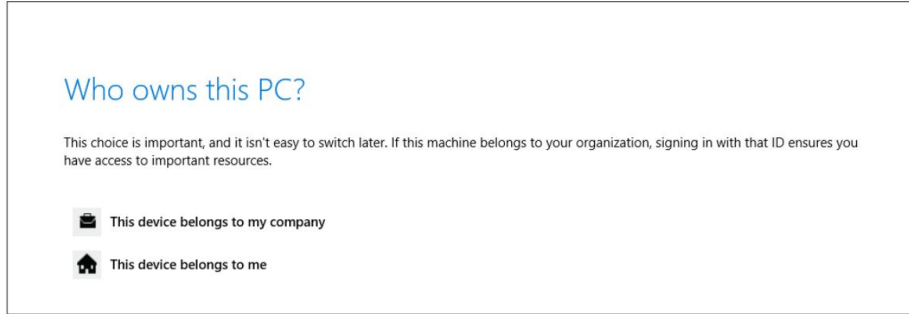 Who owns this PC?
This choice is important, and it isn't easy to switch later. If this machine belongs to your organization, signing in with that ID ensures you
have access to important resources.
This device belongs to my company
This device belongs to me